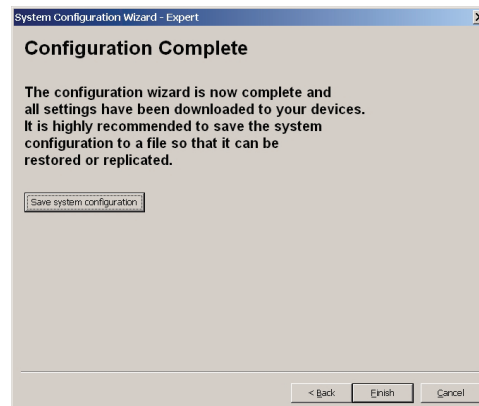 System Configuration Wizard - Expert
Configuration Complete
The configuration wizard is now complete and
all settings have been downloaded to your devices.
It is highly recommended to save the system
configuration to a file so that it can be
restored or replicated.
Save system configuration
< Back Finish Cancel